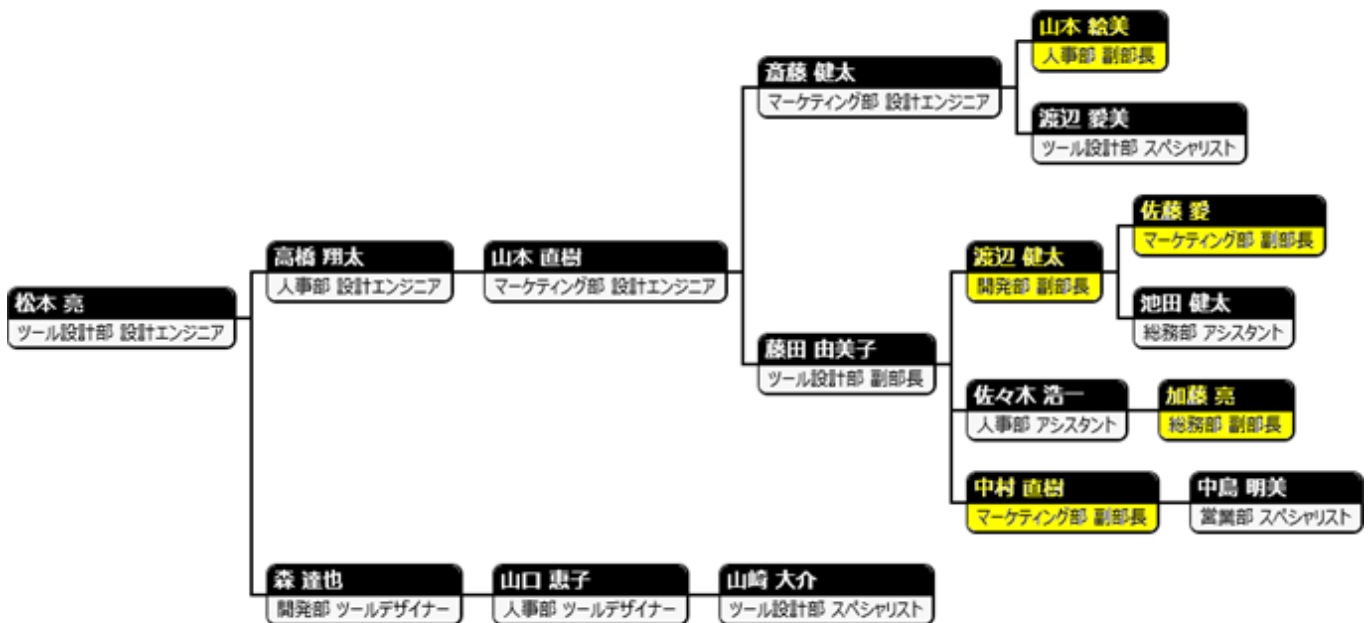 山本 絵美
人事部 副部長
斎藤 健太
マーケティング部 設計エンジニア
渡辺 愛美
ツール設計部 スペシャリスト
佐藤 愛
マーケティング部 副部長
高橋 翔太
人事部 設計エンジニア
山本 直樹
マーケティング部 設計エンジニア
渡辺 健太
開発部 副部長
松本 亮
ツール設計部 設計エンジニア
池田 健太
総務部 アシスタント
藤田 由美子
ツール設計部 副部長
佐々木 浩一
人事部 アシスタント
加藤 亮
総務部 副部長
中村 直樹
マーケティング部 副部長
中島 明美
営業部 スペシャリスト
森 達也
開発部 ツールデザイナー
山口 恵子
人事部 ツールデザイナー
山崎 大介
ツール設計部 スペシャリスト